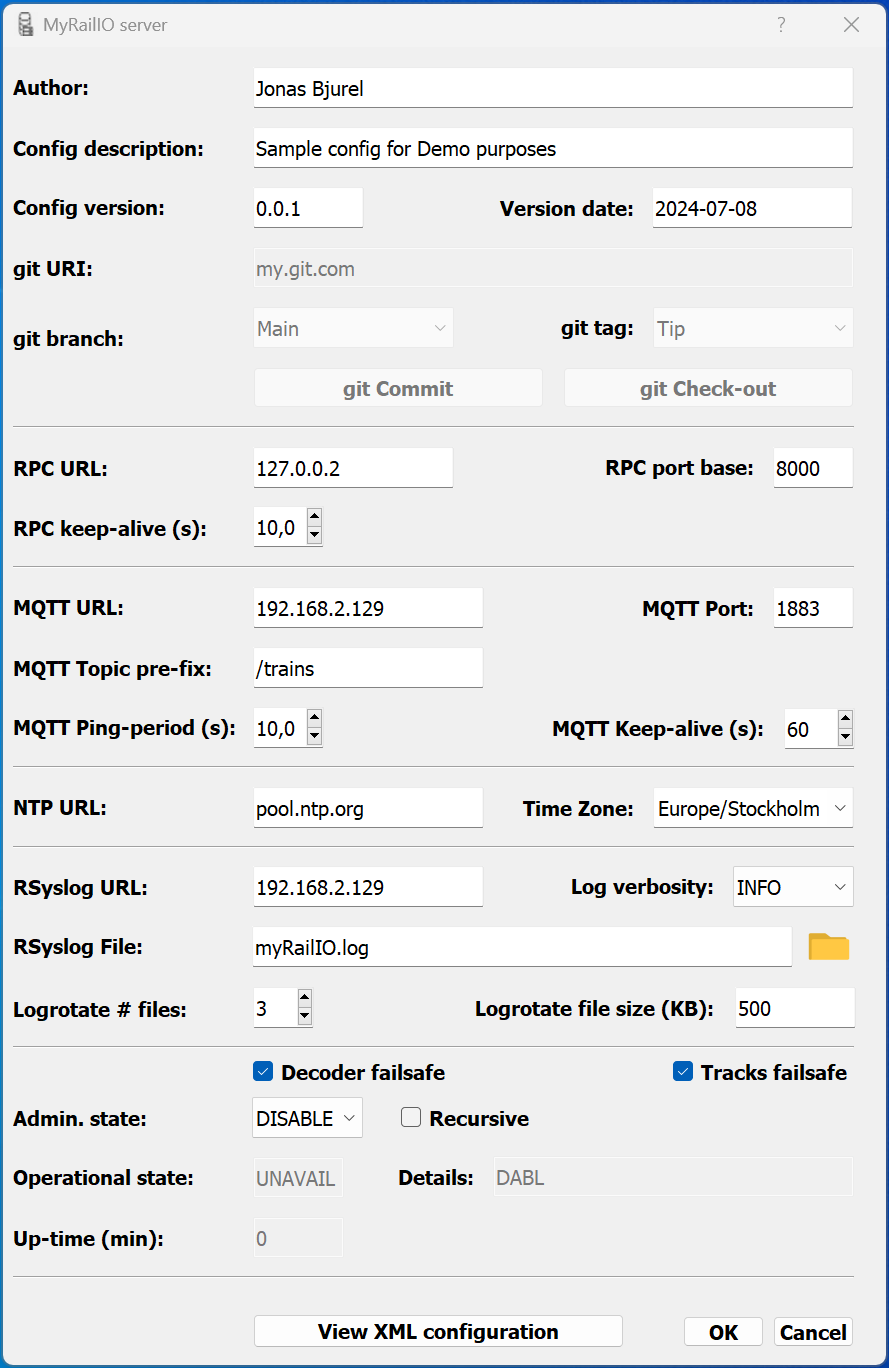 MyRailIO server ?
Author: Jonas Bjurel
Config description: Sample config for Demo purposes
Config version: 0.0.1 Version date: 2024-07-08
git URI: my.git.com
git branch: Main git tag: Tip
git Commit git Check-out
RPC URL: 127.0.0.2 RPC port base: 8000
RPC keep-alive (s): 10,0
MQTT URL: 192.168.2.129 MQTT Port: 1883
MQTT Topic pre-fix: /trains
MQTT Ping-period (s): 10,0 MQTT Keep-alive (s): 60
NTP URL: pool.ntp.org Time Zone: Europe/Stockholm
RSyslog URL: 192.168.2.129 Log verbosity: INFO
RSyslog File: myRailIO.log
Logrotate # files: 3 Logrotate file size (KB): 500
Decoder failsafe Tracks failsafe
Admin. state: DISABLE Recursive
Operational state: UNAVAIL Details: DABL
Up-time (min): 0
View XML configuration OK Cancel